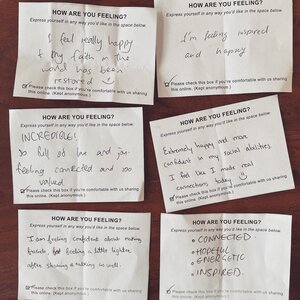 HOW ARE YOU FEELING?
Express yourself in any way you'd like in the space below.
I feel really happy
& my faith in the
world has been
restored
Please check this box if you're comfortable with us sharing
this online. (Kept anonymous.)
HOW ARE YOU FEELING?
Express yourself in any way you'd like in the space below.
I'm feeling inspired
and happy
Please check this box if you're comfortable with us sharing
this online. (Kept anonymous.)
HOW ARE YOU FEELING?
Express yourself in any way you'd like in the space below.
INCREDIBLE!
So full of love and joy.
feeling connected and so
valued
Please check this box if you're comfortable with us sharing
this online. (Kept anonymous.)
HOW ARE YOU FEELING?
Express yourself in any way you'd like in the space below.
Extremely happy and more
confident in my social abilities
I feel like I made real
connections today
Please check this box if you're comfortable with us sharing
this online. (Kept anonymous.)
HOW ARE YOU FEELING?
Express yourself in any way you'd like in the space below.
I am feeling confident about making
friends, but feeling a little lighter
after sharing & talking as well.
Please check this box if you're comfortable with us sharing
this online. (Kept anonymous.)
HOW ARE YOU FEELING?
Express yourself in any way you'd like in the space below.
CONNECTED
HOPEFUL
ENERGETIC
INSPIRED.
Please check this box if you're comfortable with us sharing
this online. (Kept anonymous.)